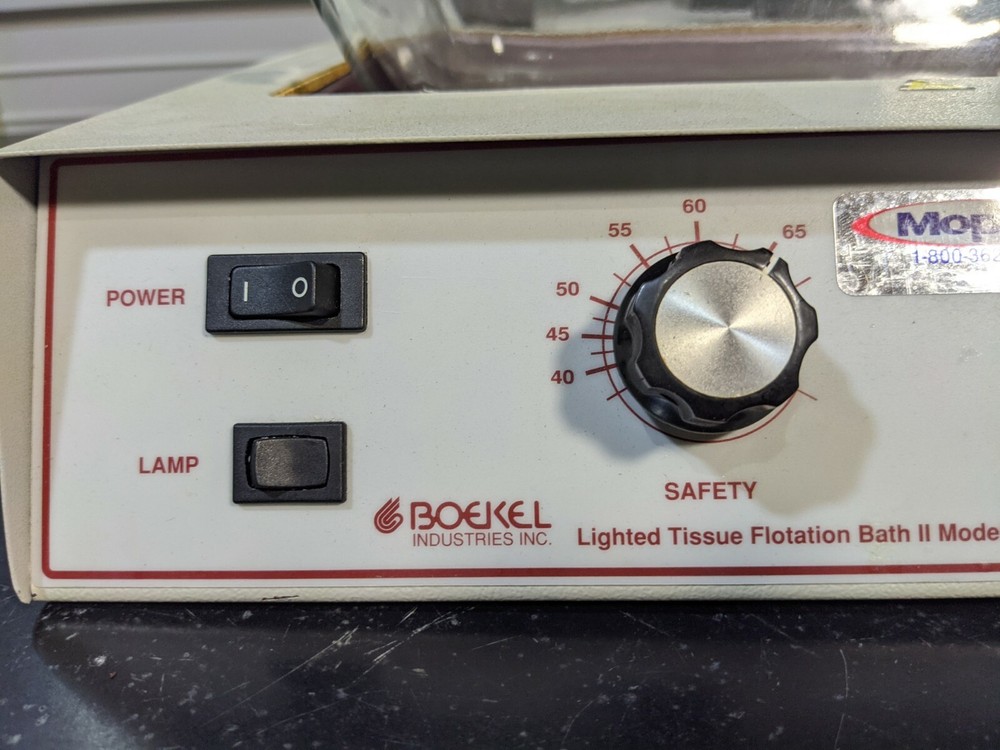 60
55
65
50
45
40
POWER
I O
LAMP
SAFETY
BOEKEL
INDUSTRIES INC.
Lighted Tissue Flotation Bath II Mode
Mop
1-800-362